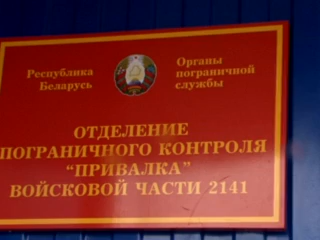 Республика
Беларусь
Органы
пограничной
службы
ОТДЕЛЕНИЕ
ПОГРАНИЧНОГО КОНТРОЛЯ
"ПРИВАЛКА"
ВОЙСКОВОЙ ЧАСТИ 2141